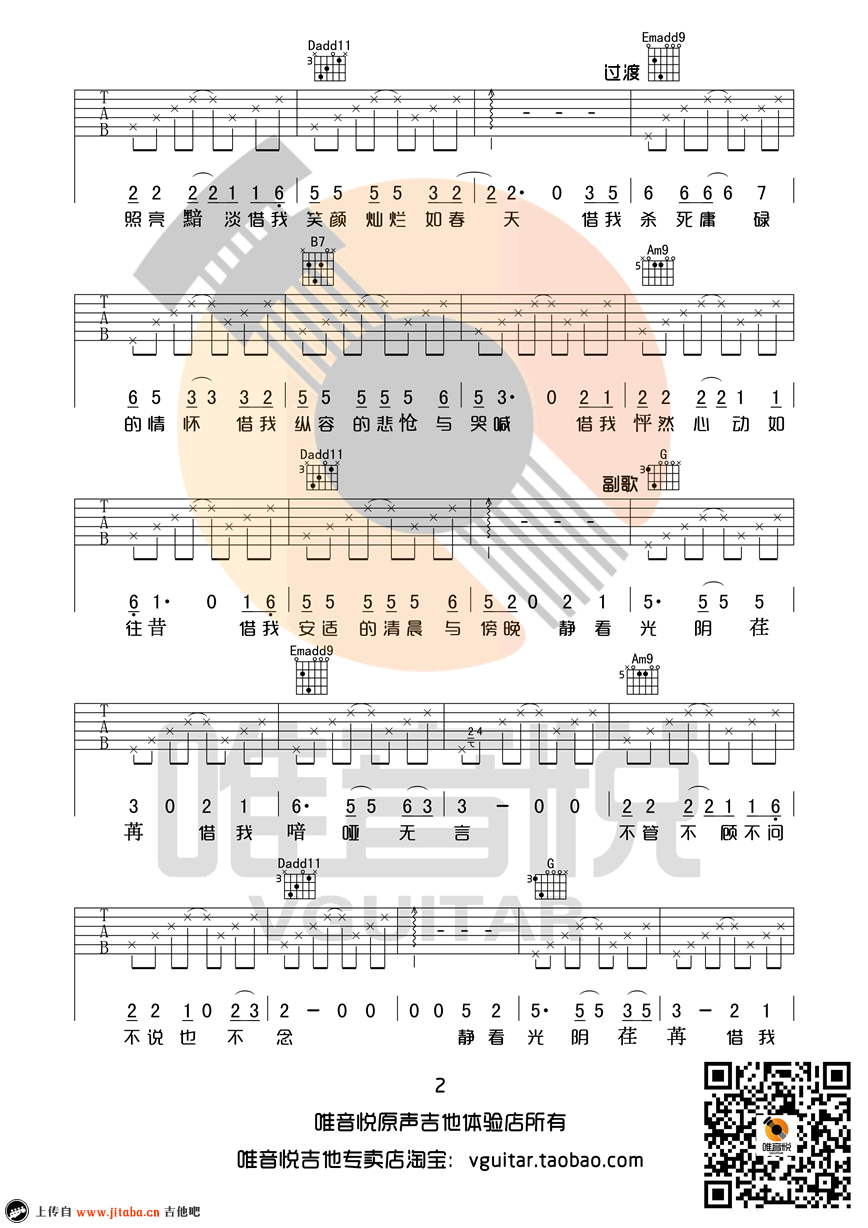 Dadd11 Emadd9
3 过渡
T A B
2 2 2 2 1 1 6 5 5 5 5 3 2 2 2· 0 3 5 6 6 6 6 7
照亮 黯 淡借我 笑颜 灿烂 如春 天 借我 杀 死庸 碌
B7 Am9
5
6 5 3 3 3 2 5 5 5 5 5 6 5 3· 0 2 1 2 2 2 2 1 1
的情 怀 借我 纵容 的悲怆 与 哭喊 借我 怦然 心 动如
Dadd11 G
3 副歌 3
T A B
6 1· 0 1 6 5 5 5 5 5 6 5 2 0 2 1 5· 5 5 5
往昔 借我 安适 的清晨 与 傍晚 静看 光 阴 荏
Emadd9 Am9
5
T A B
2 4
3 0 2 1 6· 5 5 6 3 3 – 0 0 2 2 2 2 1 1 6
苒 借我 喑 哑 无 言 不管 不 顾不问
Dadd11 G
3 3
T A B
2 2 1 0 2 3 2 – 0 0 0 0 5 2 5· 5 5 3 5 3 – 2 1
不说 也 不 念 静看 光 阴 荏 苒 借我
唯音悦
VGUITAR
2
唯音悦原声吉他体验店所有
唯音悦吉他专卖店淘宝：vguitar.taobao.com
唯音悦
上传自 www.jitaba.cn 吉他吧